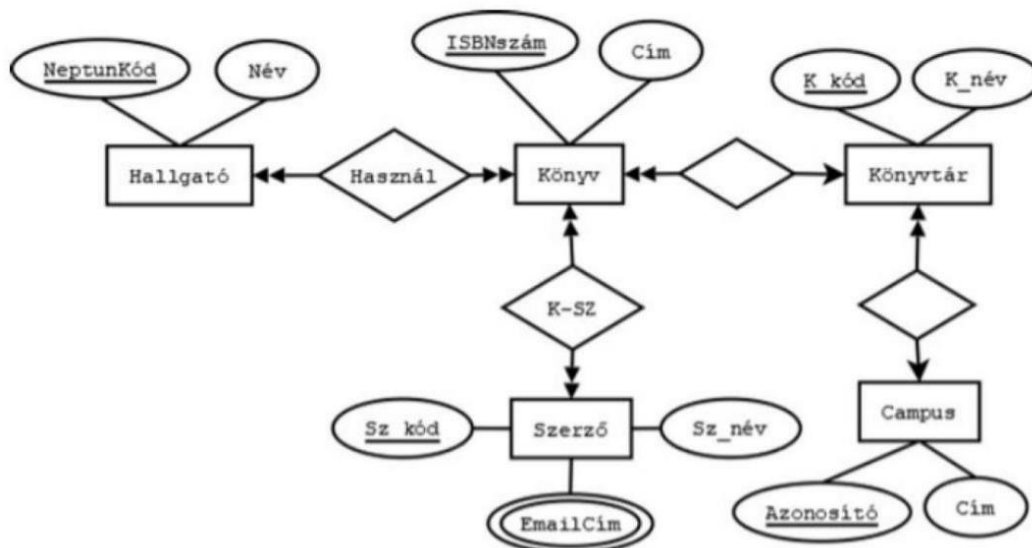 NeptunKód
Név
ISBNszám
Cím
K_kód
K_név
Hallgató
Használ
Könyv
Könyvtár
K-SZ
Sz_kód
Szerző
Sz_név
Campus
EmailCím
Azonosító
Cím